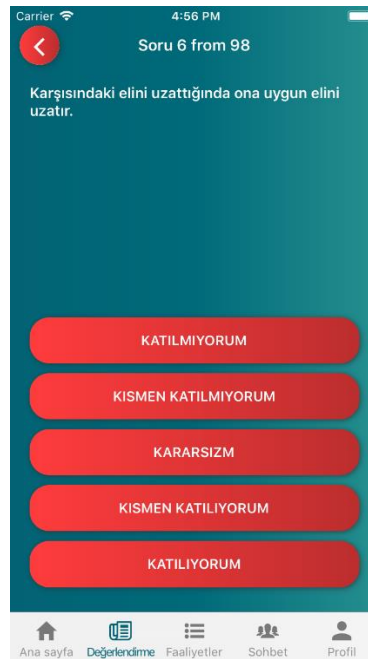 Carrier 4:56 PM
Soru 6 from 98
Karşısındaki elini uzattığında ona uygun elini
uzatır.
KATILMIYORUM
KISMEN KATILMIYORUM
KARARSIZM
KISMEN KATILIYORUM
KATILIYORUM
Ana sayfa Değerlendirme Faaliyetler Sohbet Profil